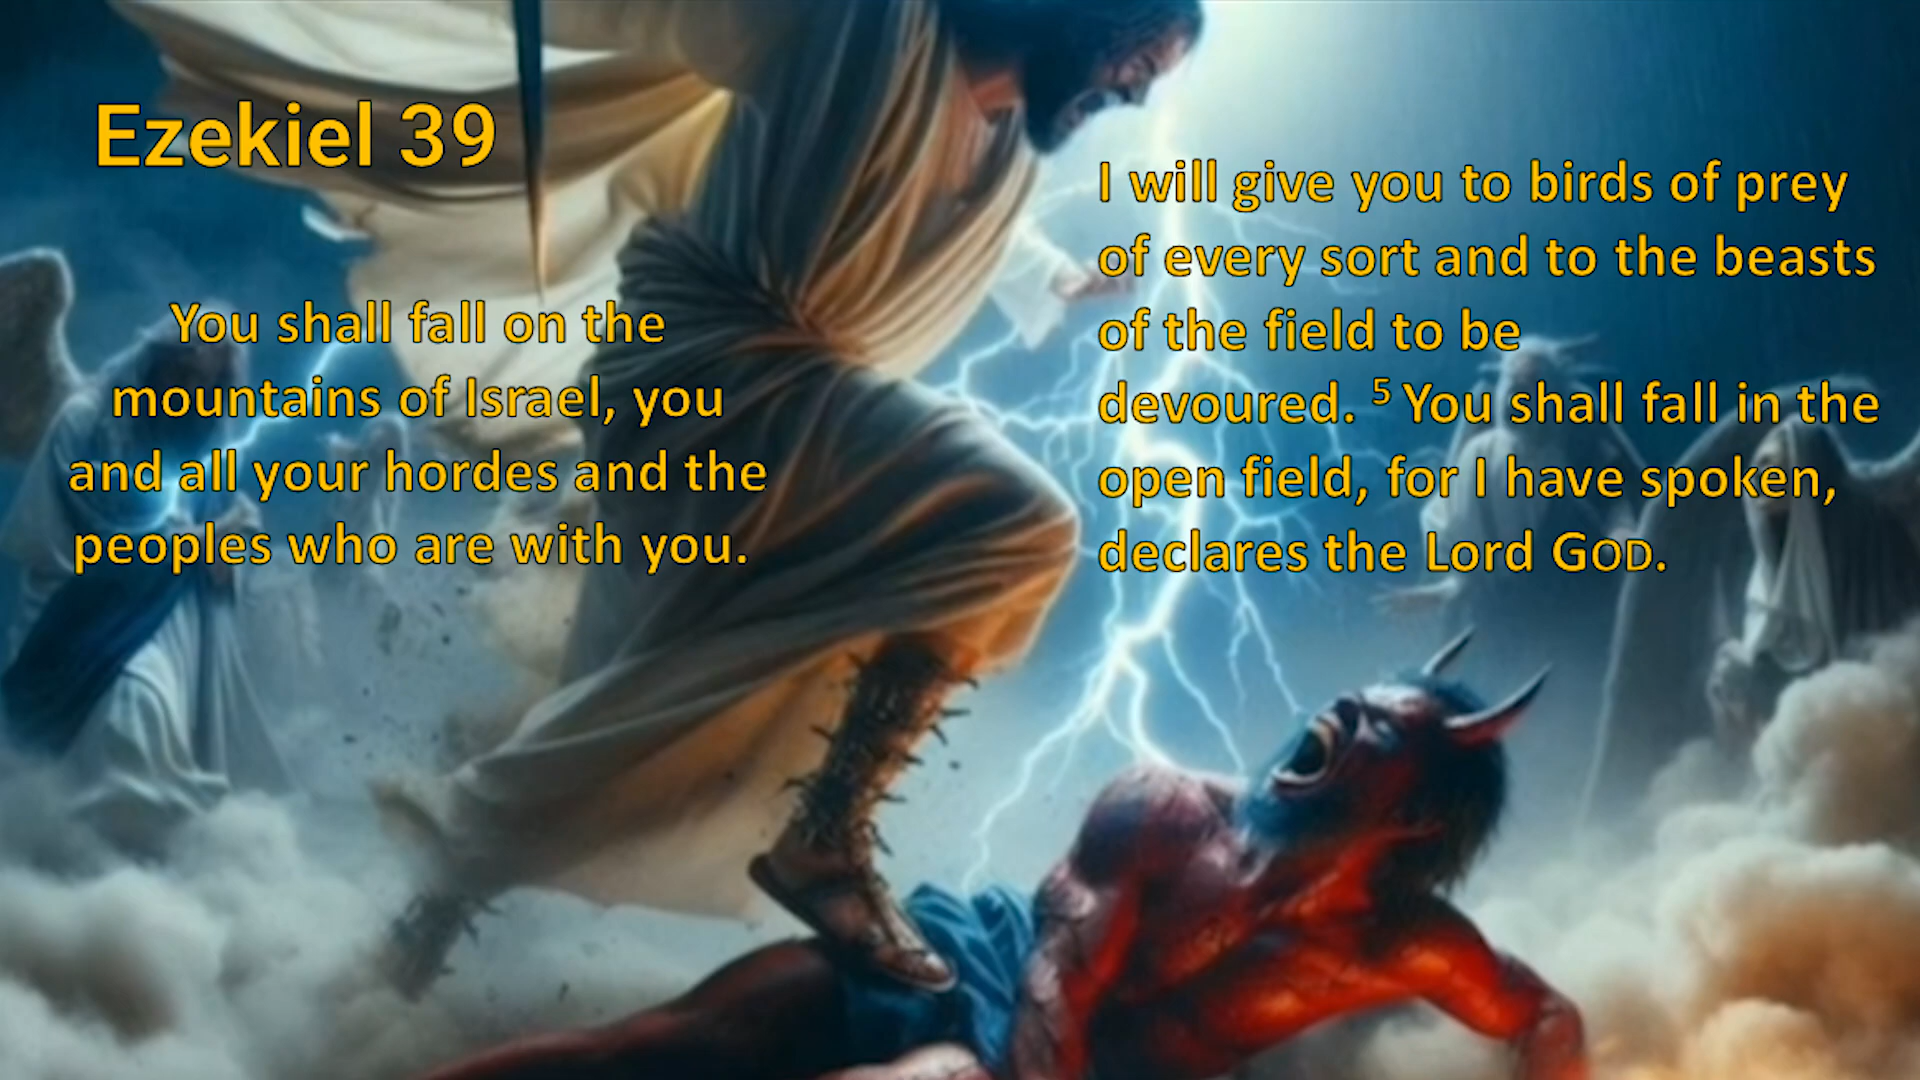 Ezekiel 39
You shall fall on the
mountains of Israel, you
and all your hordes and the
peoples who are with you.
I will give you to birds of prey
of every sort and to the beasts
of the field to be
devoured. ⁵ You shall fall in the
open field, for I have spoken,
declares the Lord GOD.